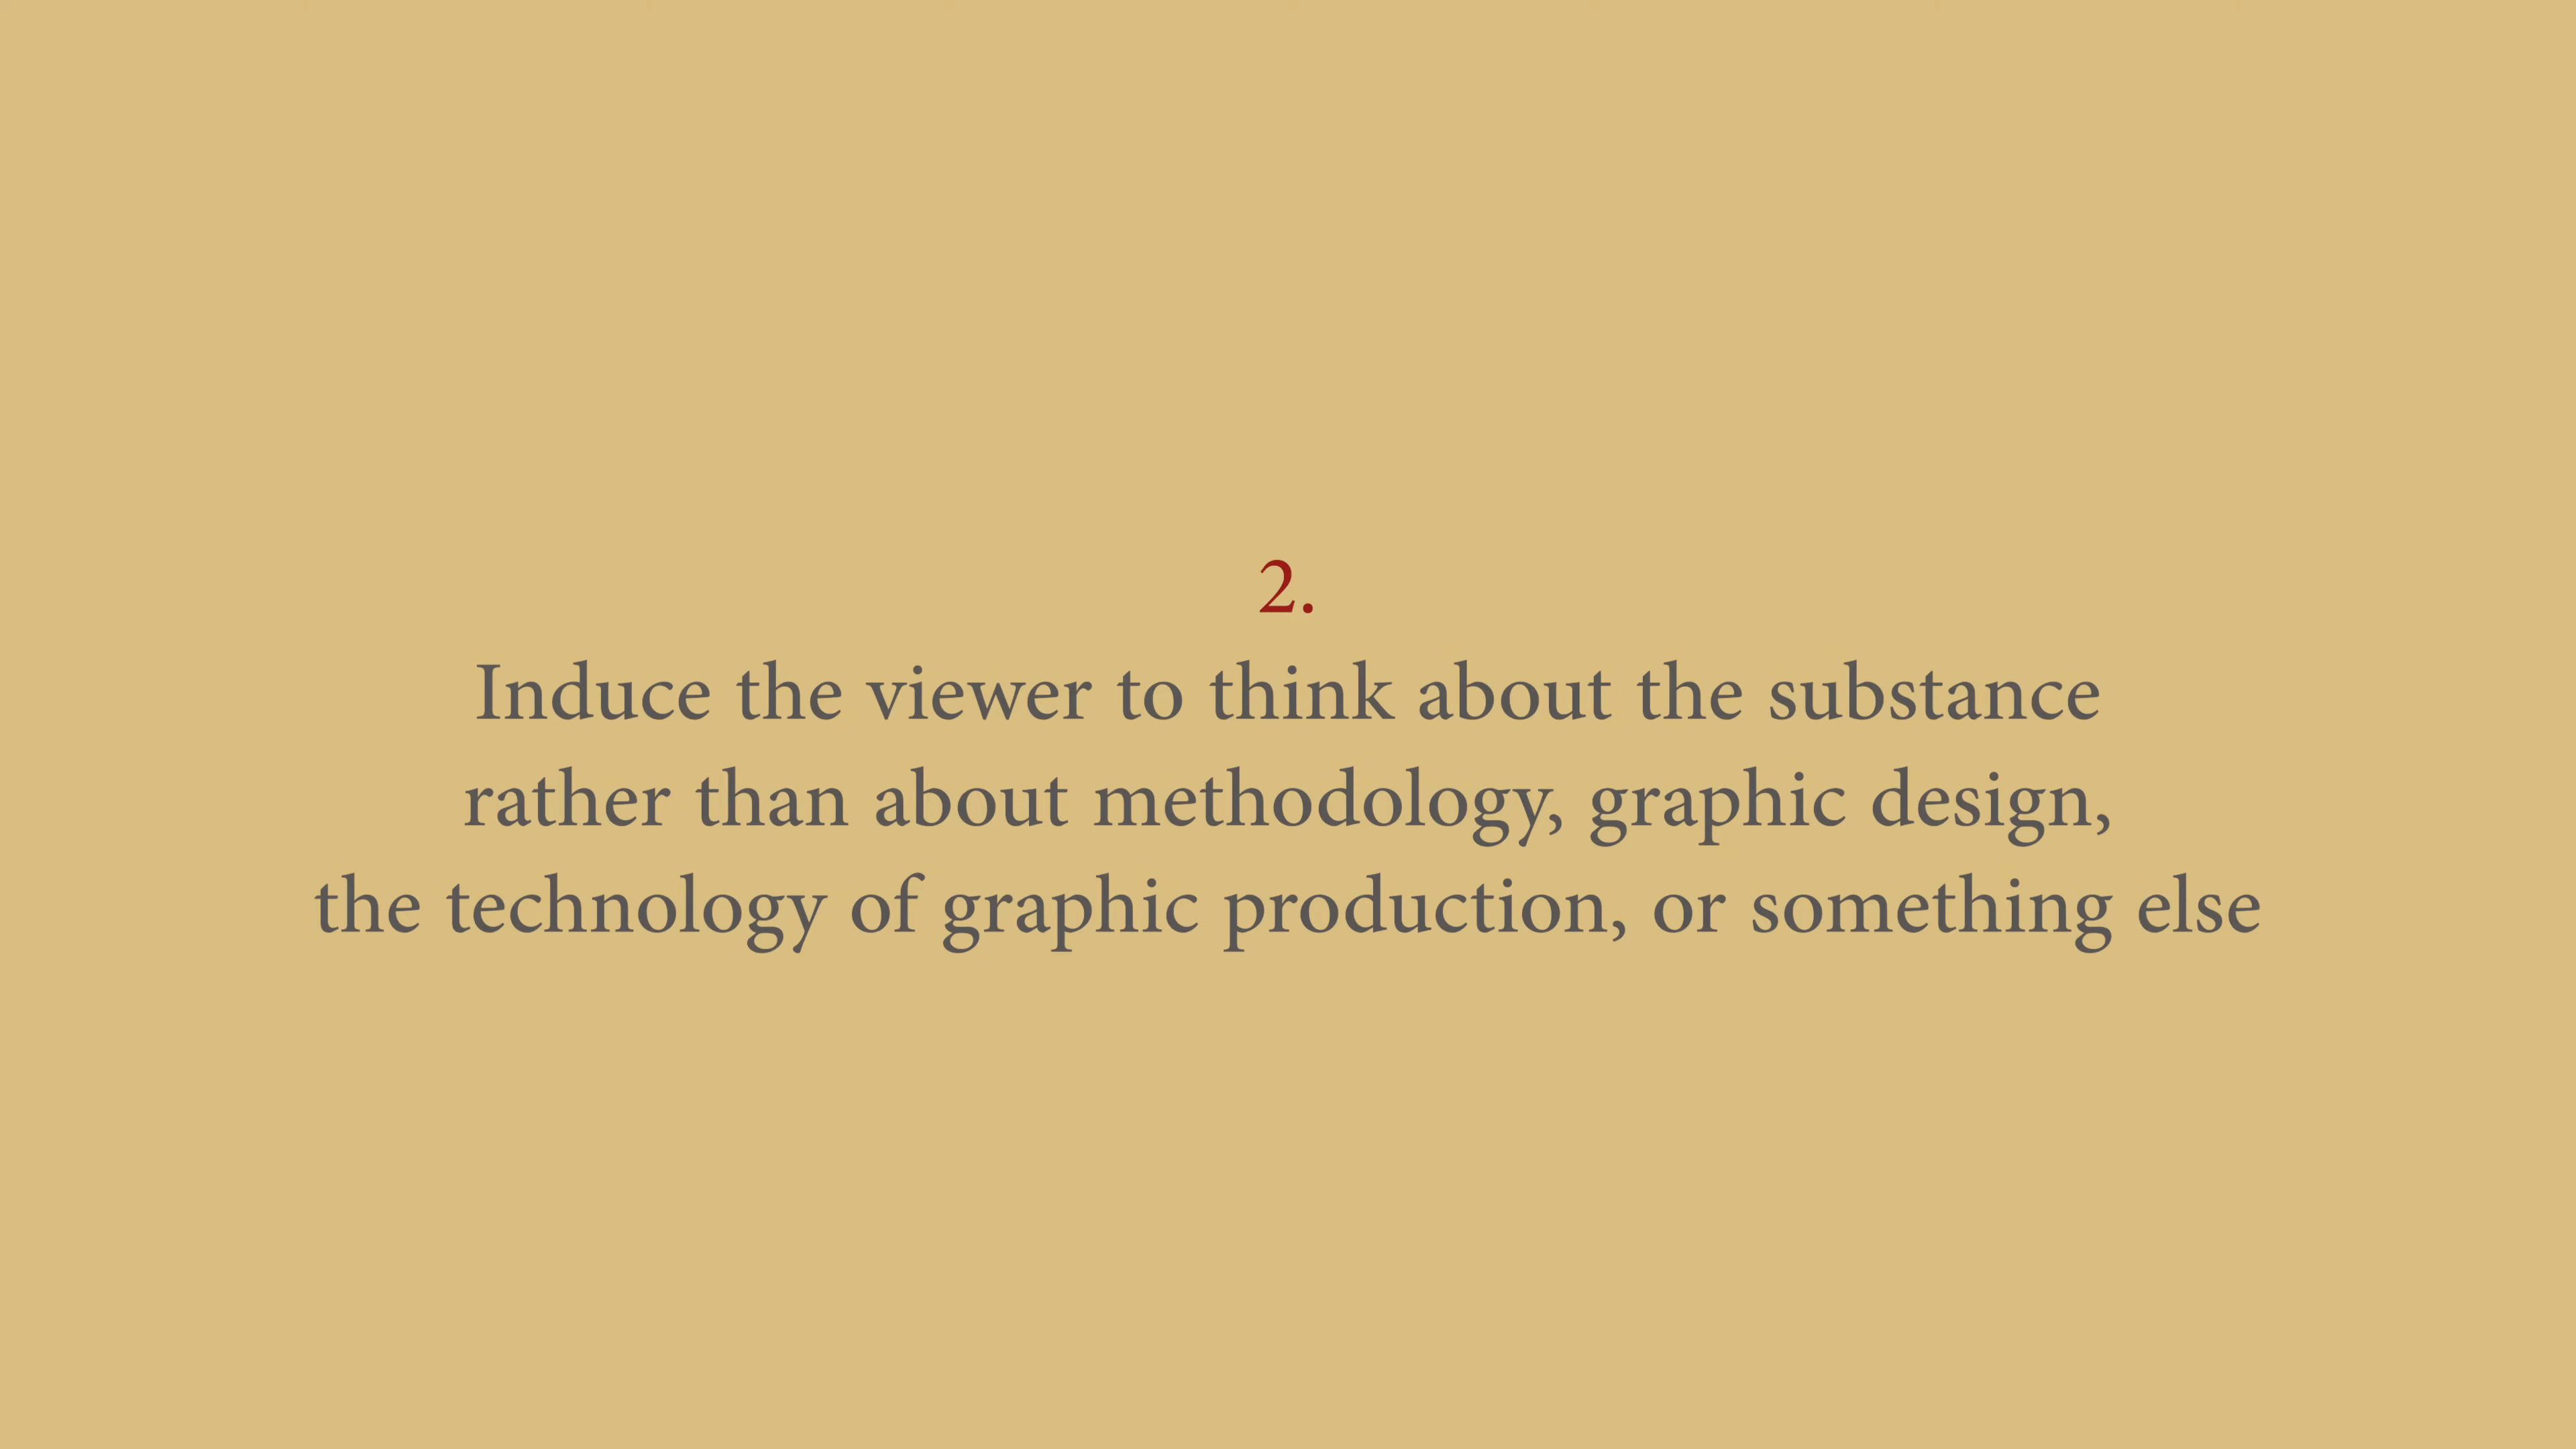 2.
Induce the viewer to think about the substance
rather than about methodology, graphic design,
the technology of graphic production, or something else